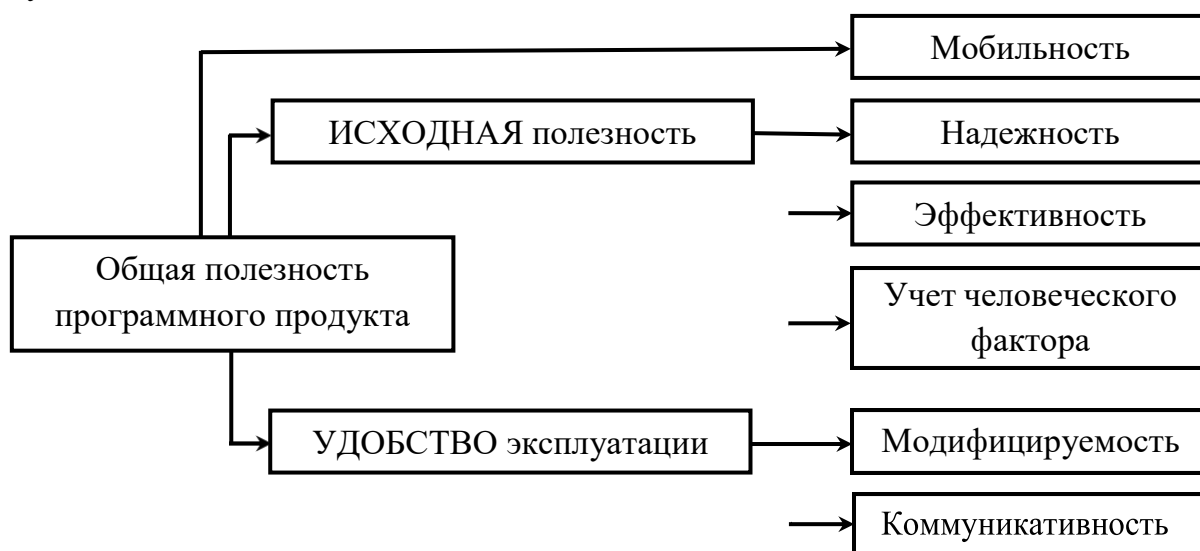 Мобильность
ИСХОДНАЯ полезность
Надежность
Эффективность
Общая полезность
программного продукта
Учет человеческого
фактора
УДОБСТВО эксплуатации
Модифицируемость
Коммуникативность